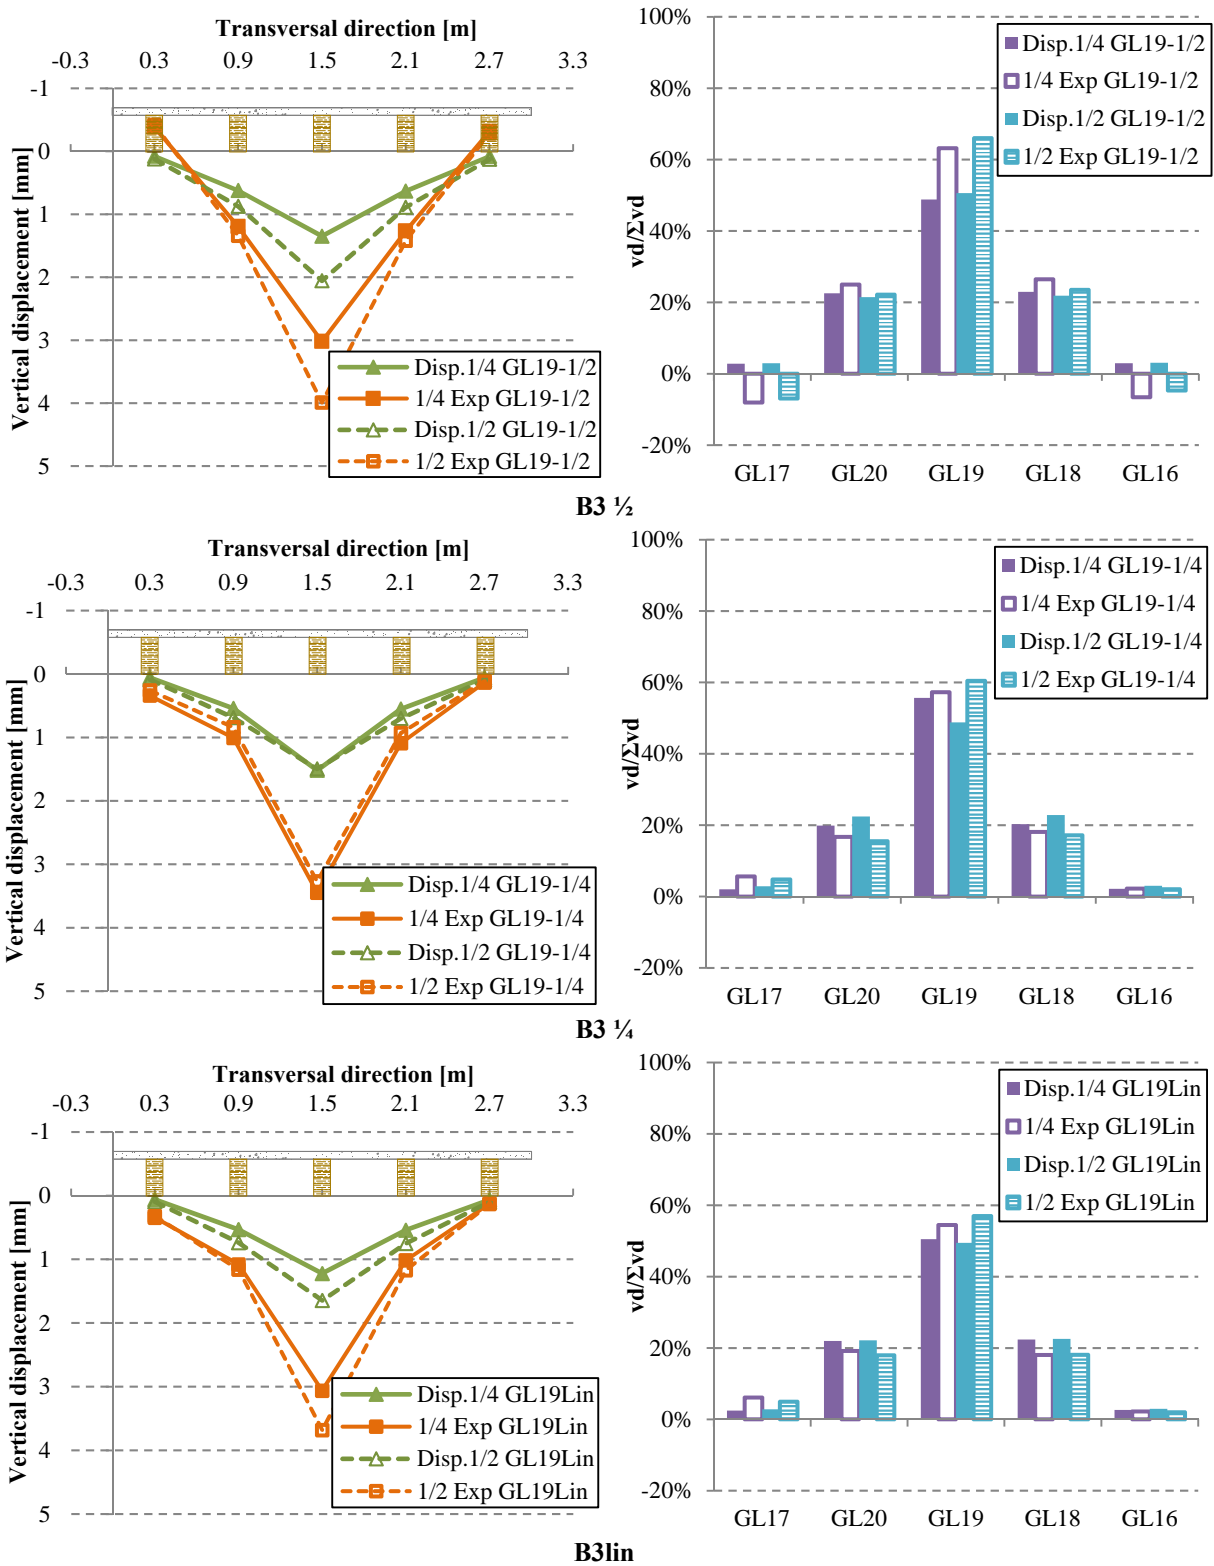 Transversal direction [m]
-0.3 0.3 0.9 1.5 2.1 2.7 3.3
Vertical displacement [mm]
-1
0
1
2
3
4
5
Disp.1/4 GL19-1/2
1/4 Exp GL19-1/2
Disp.1/2 GL19-1/2
1/2 Exp GL19-1/2
vd/Σvd
100%
80%
60%
40%
20%
0%
-20%
Disp.1/4 GL19-1/2
1/4 Exp GL19-1/2
Disp.1/2 GL19-1/2
1/2 Exp GL19-1/2
GL17 GL20 GL19 GL18 GL16
B3 ½
Transversal direction [m]
-0.3 0.3 0.9 1.5 2.1 2.7 3.3
Vertical displacement [mm]
-1
0
1
2
3
4
5
Disp.1/4 GL19-1/4
1/4 Exp GL19-1/4
Disp.1/2 GL19-1/4
1/2 Exp GL19-1/4
vd/Σvd
100%
80%
60%
40%
20%
0%
-20%
Disp.1/4 GL19-1/4
1/4 Exp GL19-1/4
Disp.1/2 GL19-1/4
1/2 Exp GL19-1/4
GL17 GL20 GL19 GL18 GL16
B3 ¼
Transversal direction [m]
-0.3 0.3 0.9 1.5 2.1 2.7 3.3
Vertical displacement [mm]
-1
0
1
2
3
4
5
Disp.1/4 GL19Lin
1/4 Exp GL19Lin
Disp.1/2 GL19Lin
1/2 Exp GL19Lin
vd/Σvd
100%
80%
60%
40%
20%
0%
-20%
Disp.1/4 GL19Lin
1/4 Exp GL19Lin
Disp.1/2 GL19Lin
1/2 Exp GL19Lin
GL17 GL20 GL19 GL18 GL16
B3lin